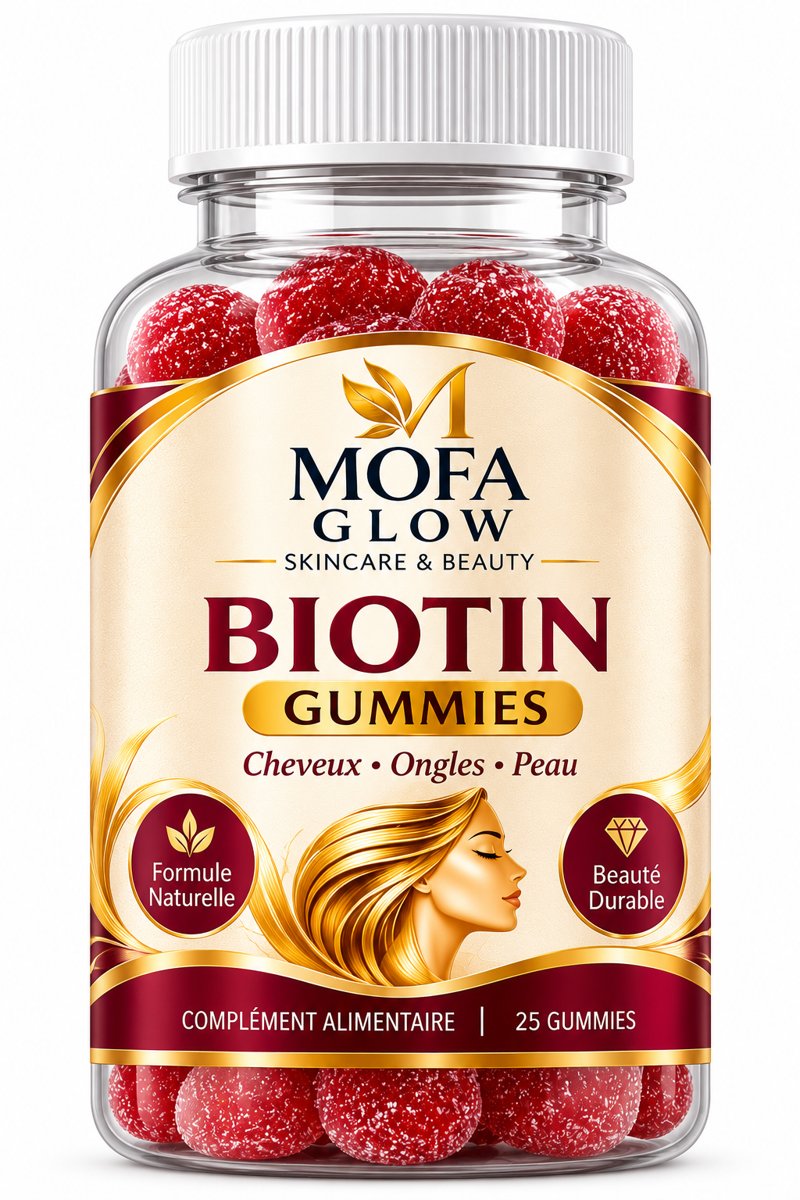 MOFA
GLOW
SKINCARE & BEAUTY
BIOTIN
GUMMIES
Cheveux • Ongles • Peau
Formule
Naturelle
Beauté
Durable
COMPLÉMENT ALIMENTAIRE | 25 GUMMIES